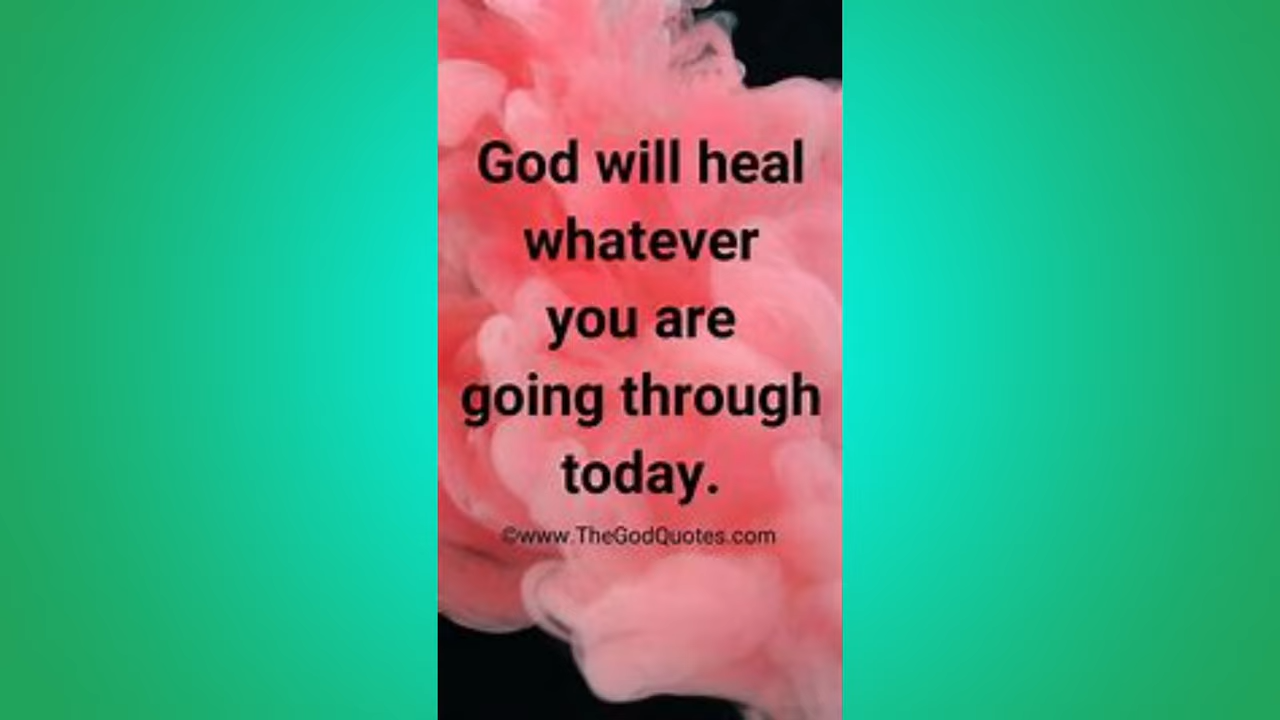 God will heal
whatever
you are
going through
today.
©www.TheGodQuotes.com